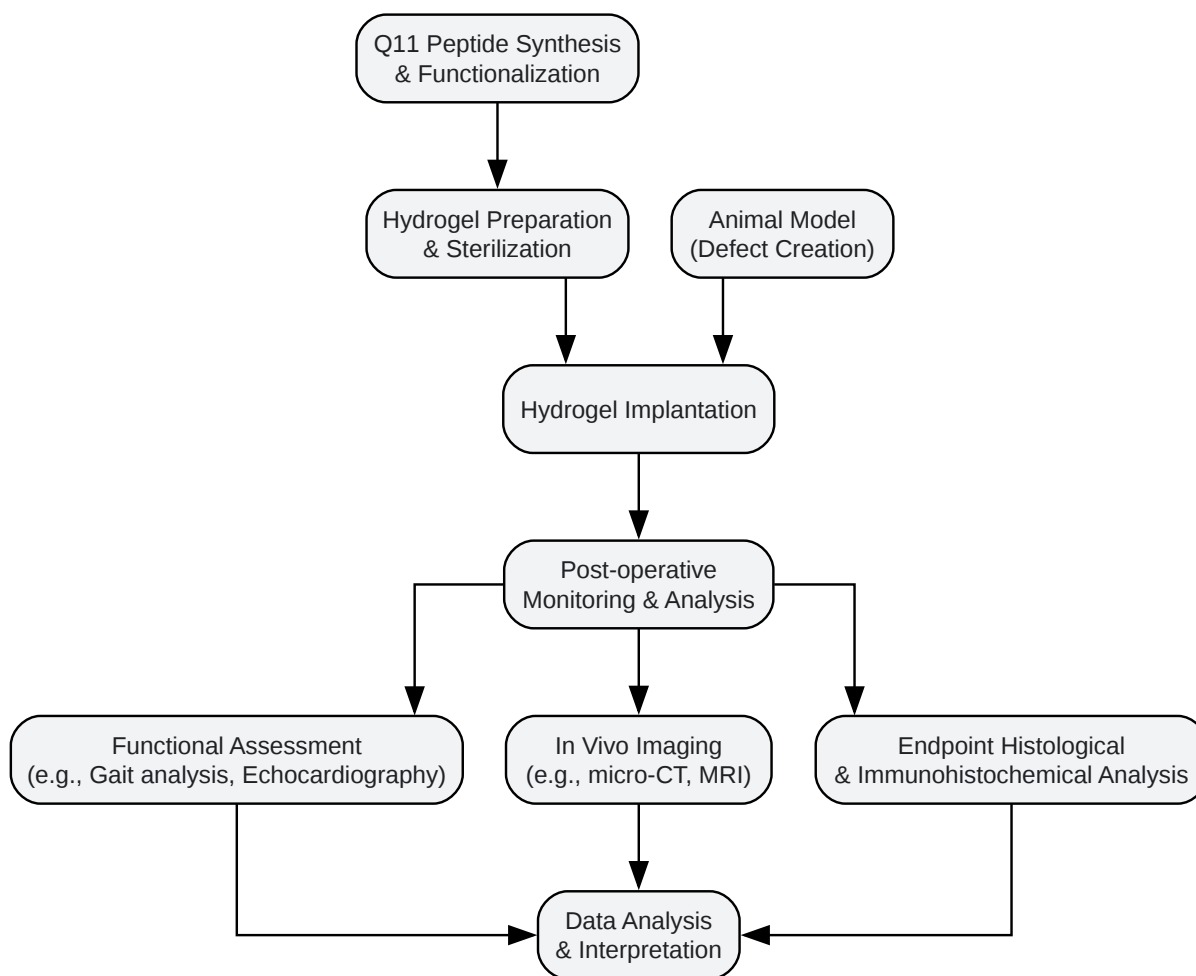 Q11 Peptide Synthesis
& Functionalization
Hydrogel Preparation
& Sterilization
Animal Model
(Defect Creation)
Hydrogel Implantation
Post-operative
Monitoring & Analysis
Functional Assessment
(e.g., Gait analysis, Echocardiography)
In Vivo Imaging
(e.g., micro-CT, MRI)
Endpoint Histological
& Immunohistochemical Analysis
Data Analysis
& Interpretation